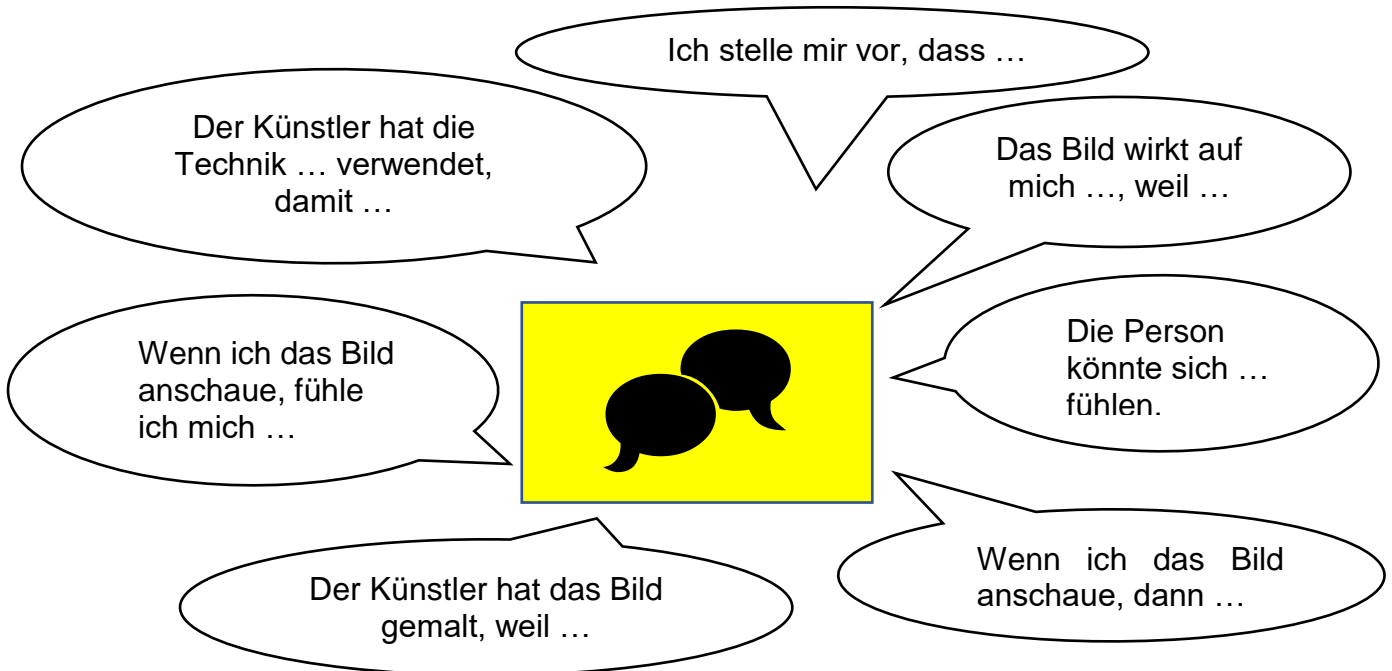 Ich stelle mir vor, dass …
Der Künstler hat die
Technik … verwendet,
damit …
Das Bild wirkt auf
mich …, weil …
Wenn ich das Bild
anschaue, fühle
ich mich …
Die Person
könnte sich …
fühlen.
Der Künstler hat das Bild
gemalt, weil …
Wenn ich das Bild
anschaue, dann …